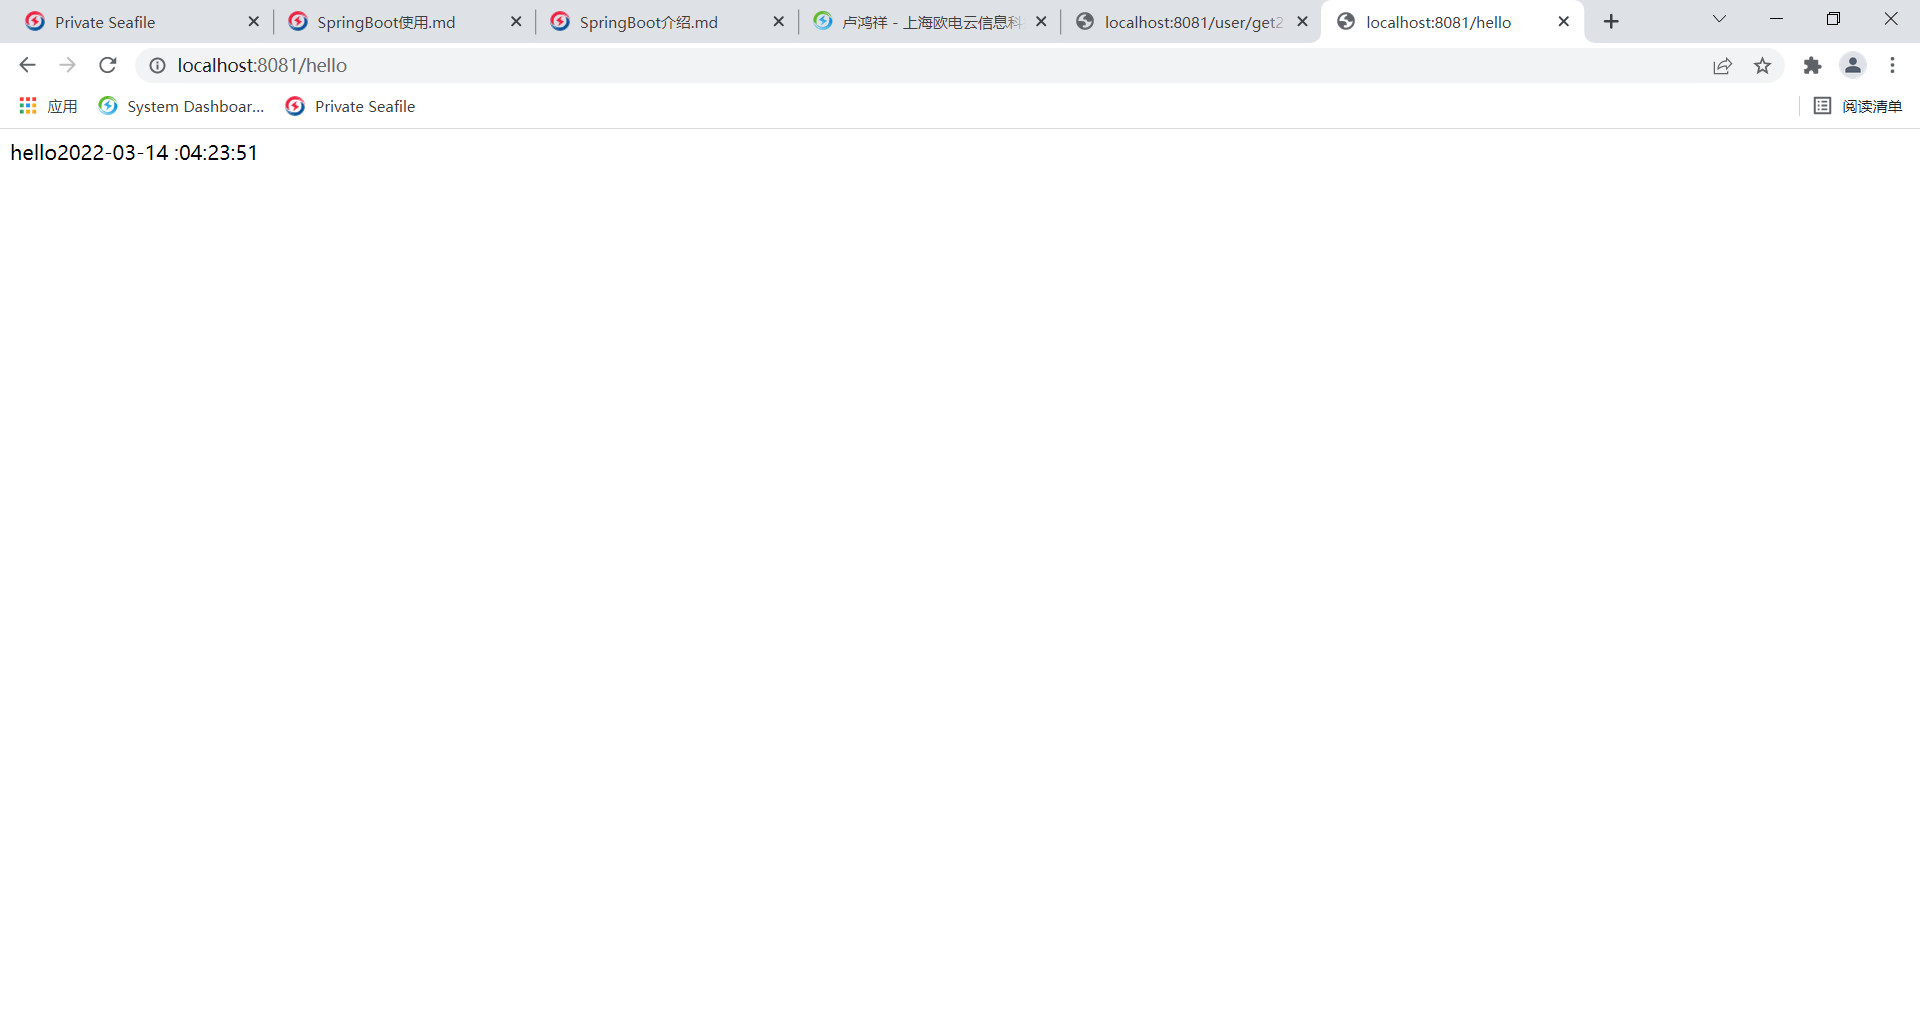 Private Seafile
SpringBoot使用.md
SpringBoot介绍.md
卢鸿祥 - 上海欧电云信息科
localhost:8081/user/get2
localhost:8081/hello
localhost:8081/hello
应用
System Dashboar...
Private Seafile
阅读清单
hello2022-03-14 :04:23:51